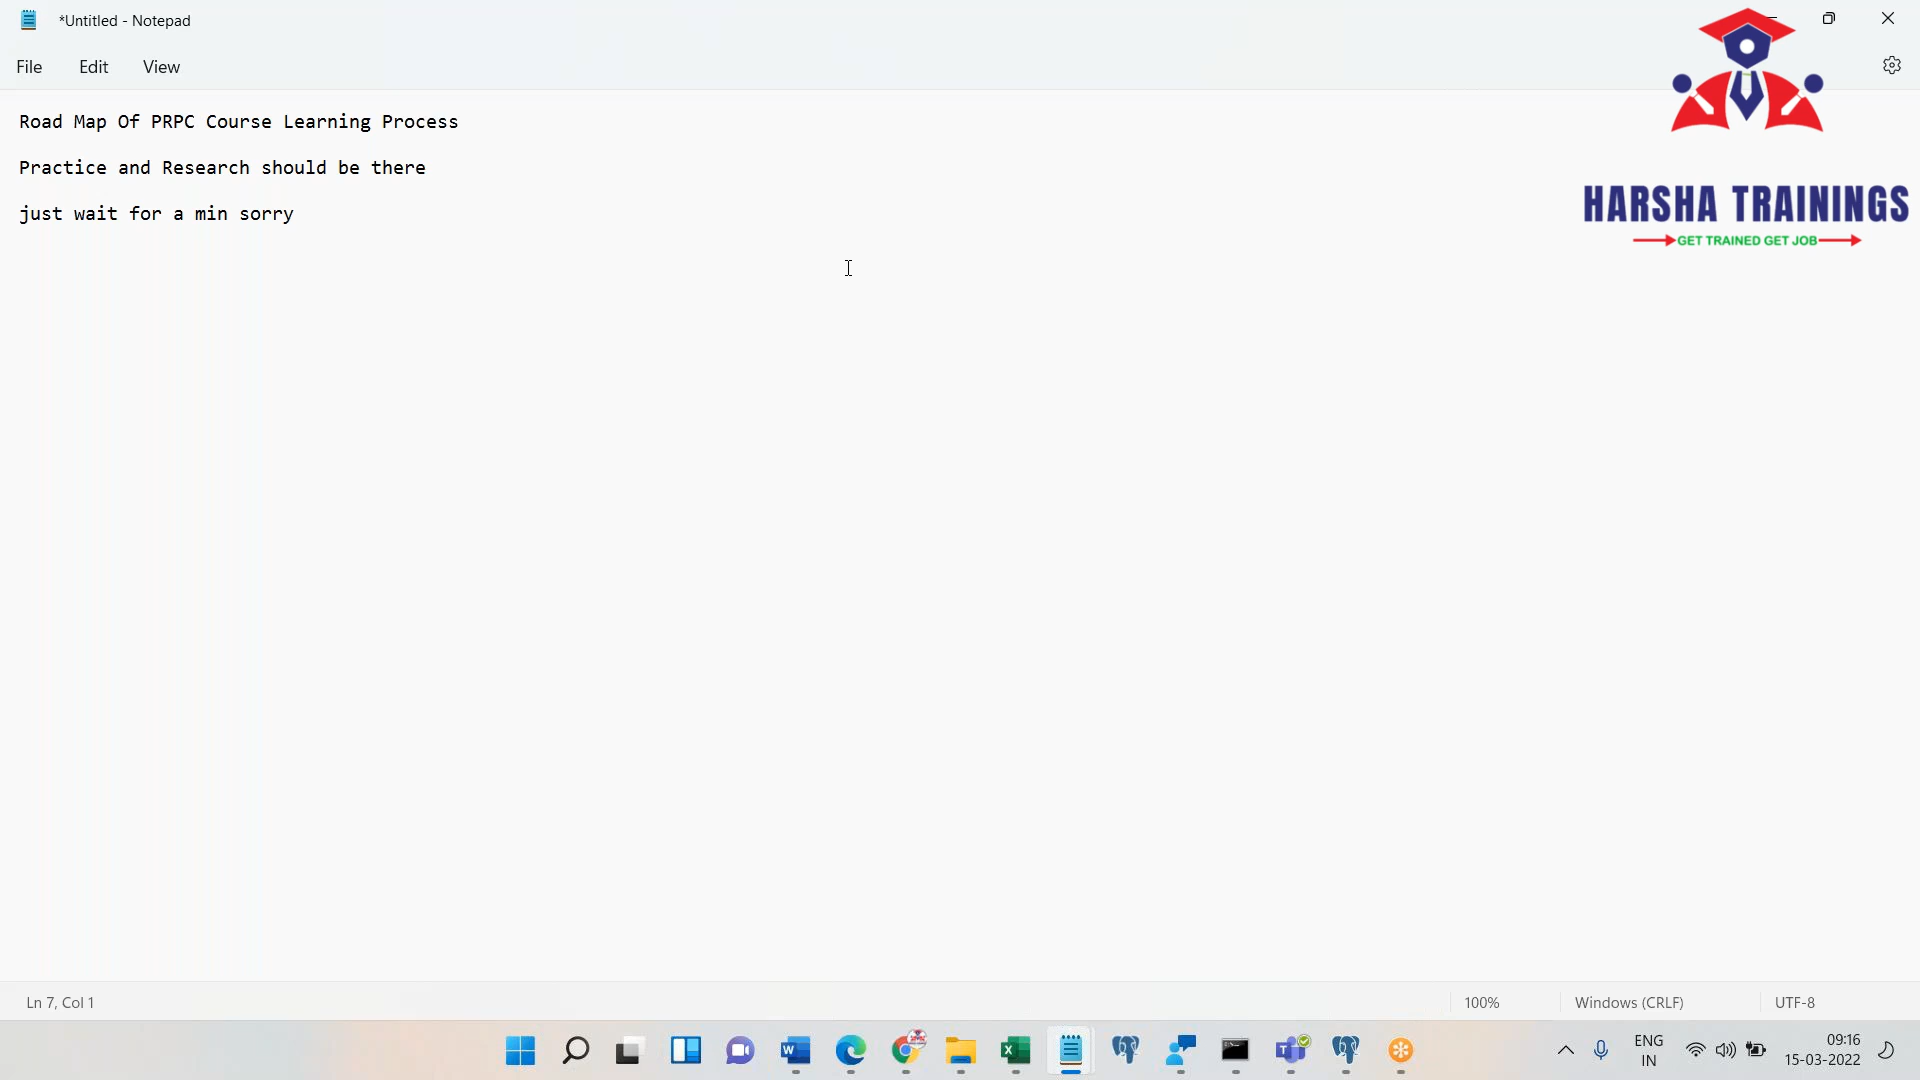 *Untitled - Notepad
File Edit View
Road Map Of PRPC Course Learning Process
Practice and Research should be there
just wait for a min sorry
HARSHA TRAININGS
GET TRAINED GET JOB
Ln 7, Col 1
100%
Windows (CRLF)
UTF-8
ENG
IN
09:16
15-03-2022